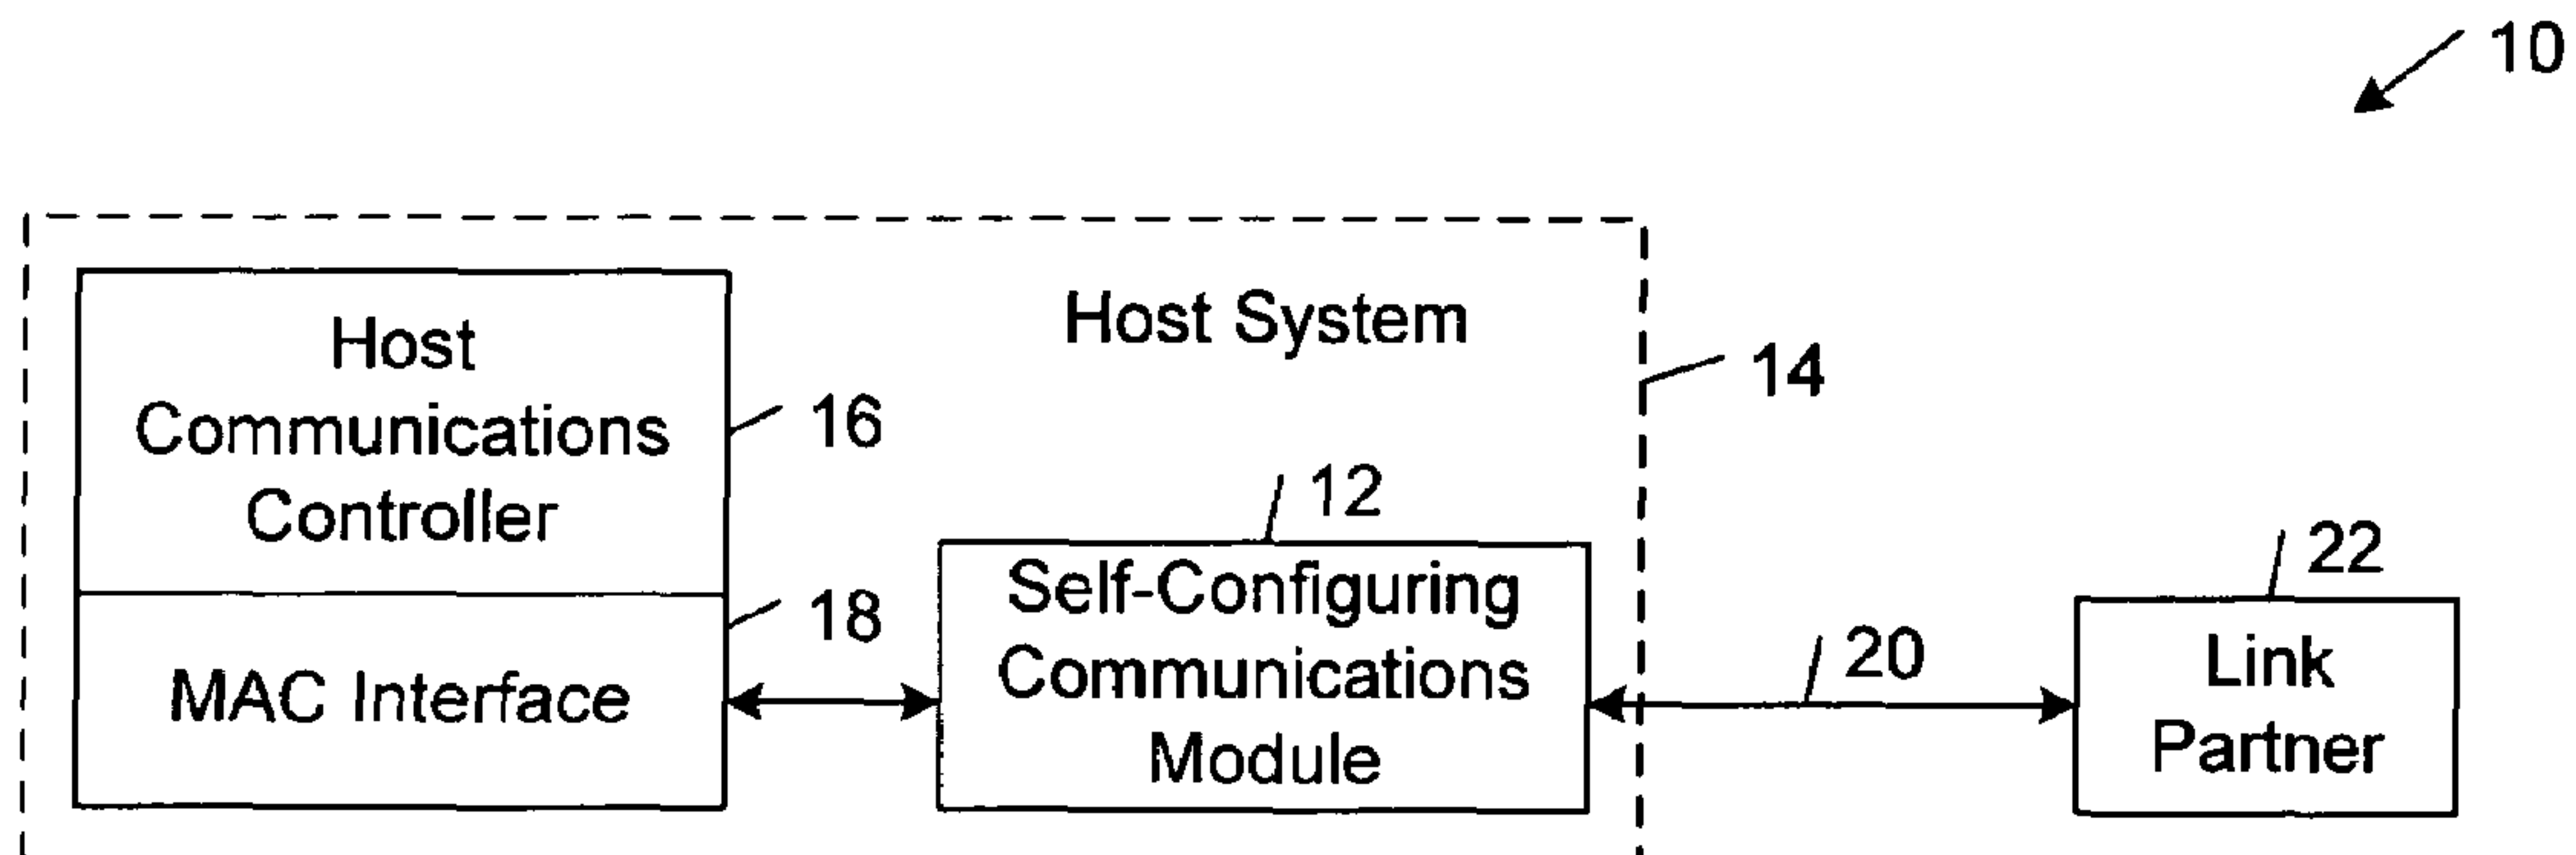 10
Host System
14
Host
Communications
Controller
16
MAC Interface
18
12
Self-Configuring
Communications
Module
20
22
Link
Partner